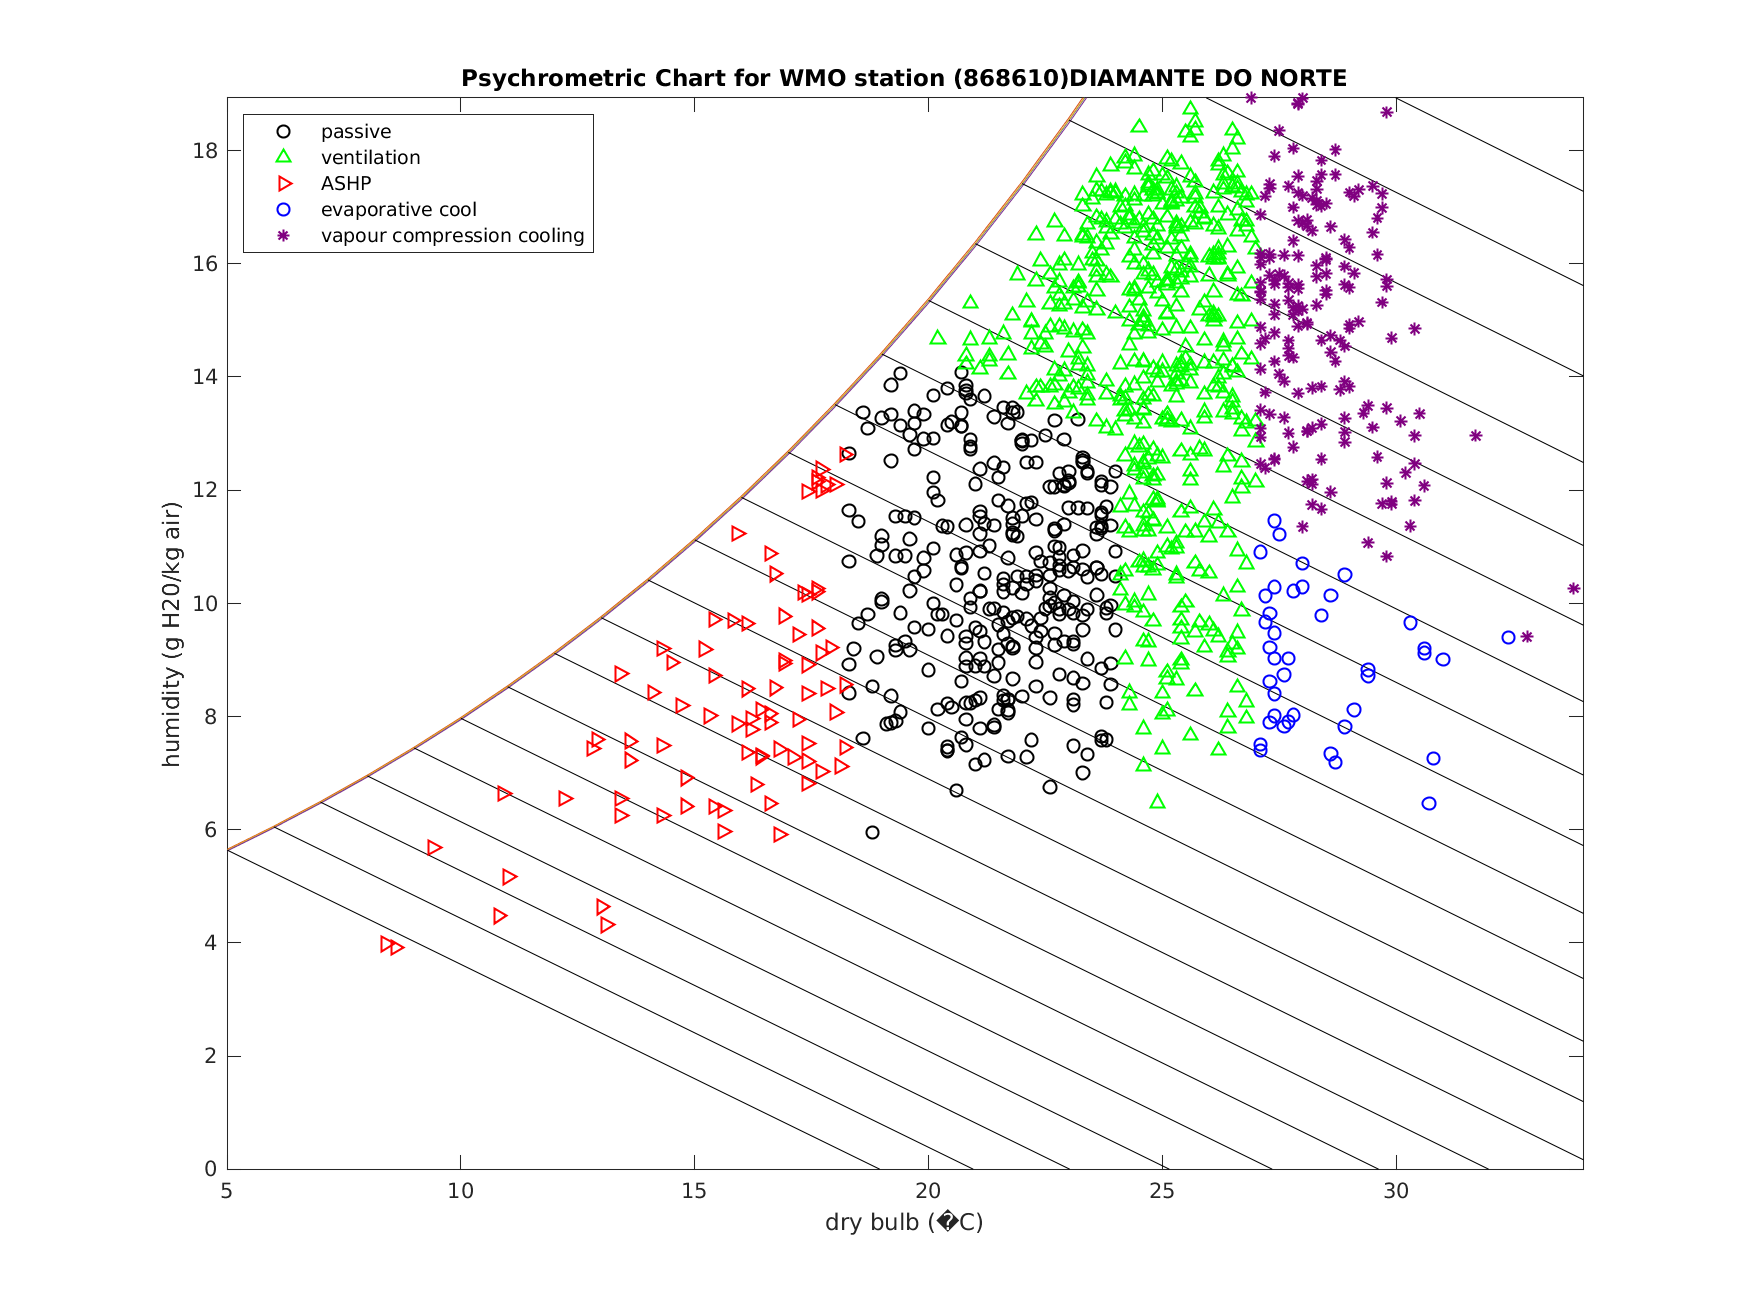 Psychrometric Chart for WMO station (868610)DIAMANTE DO NORTE
passive
ventilation
ASHP
evaporative cool
vapour compression cooling
humidity (g H20/kg air)
18
16
14
12
10
8
6
4
2
0
5 10 15 20 25 30
dry bulb (�C)